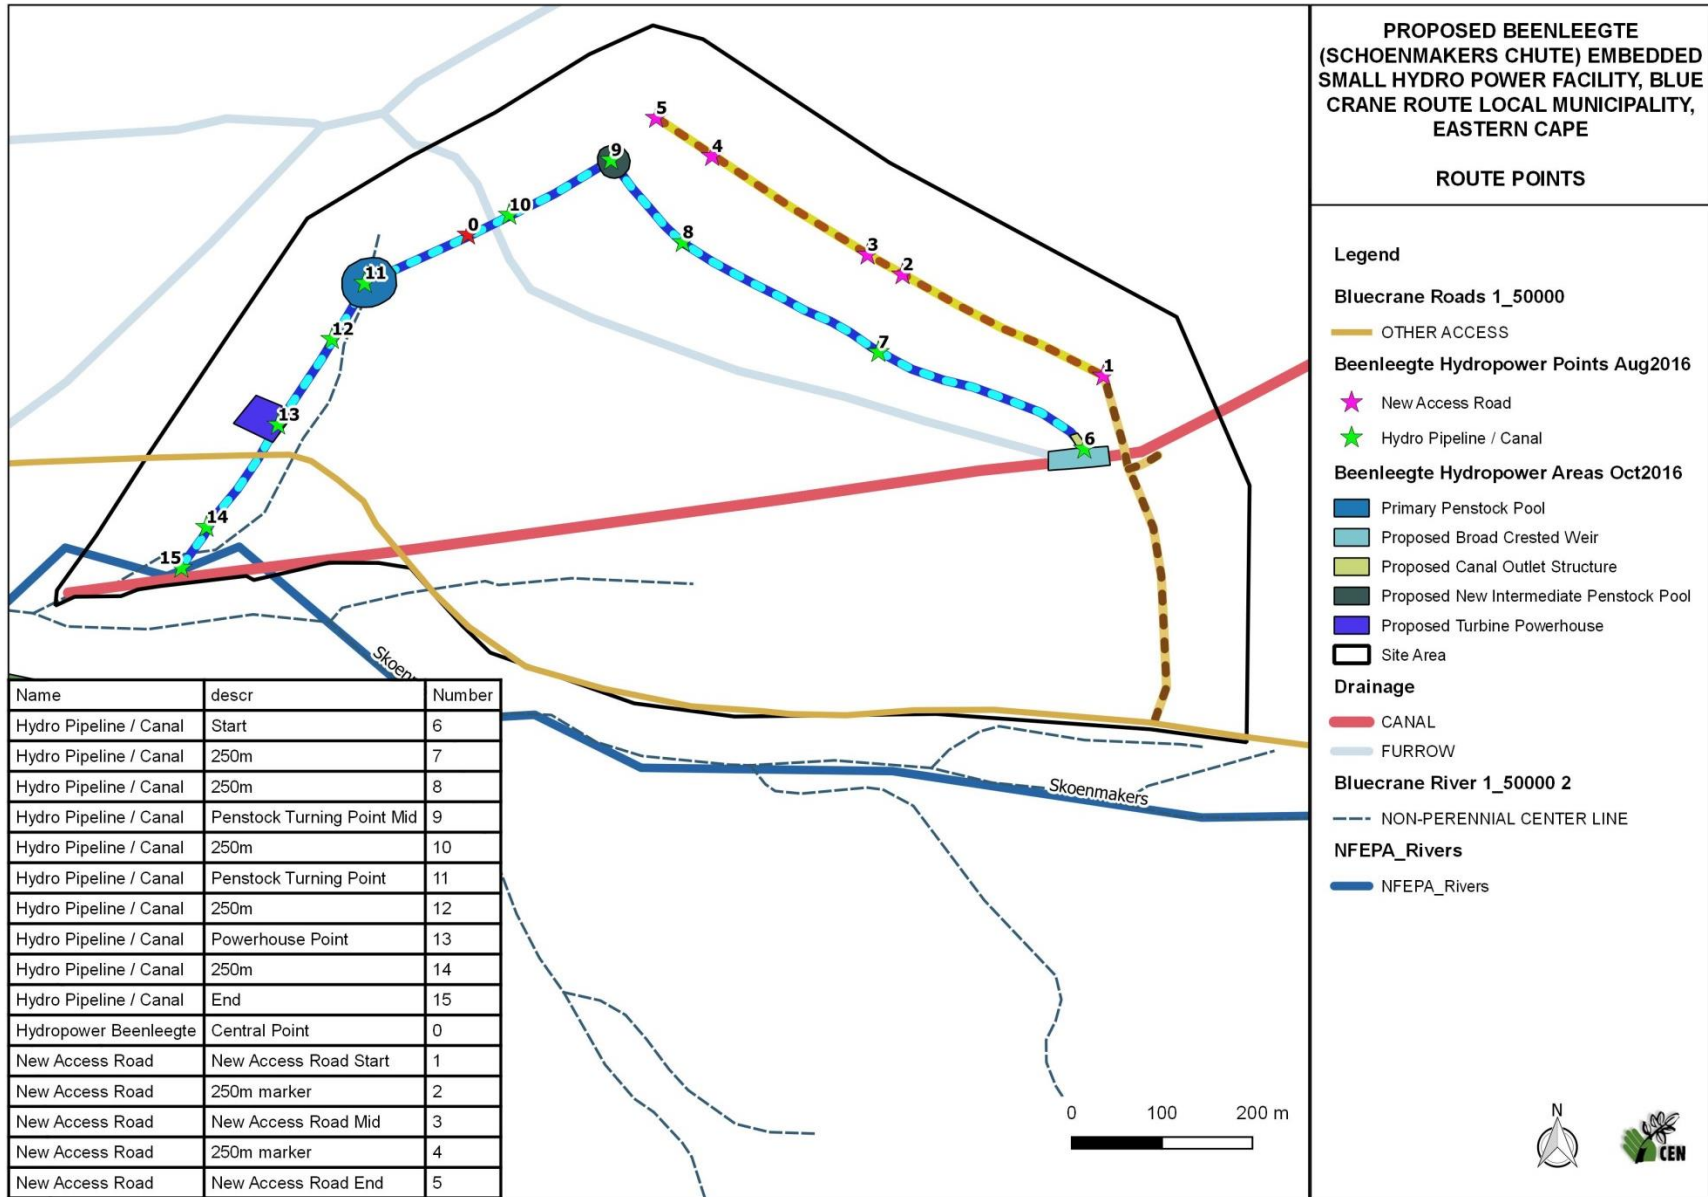 PROPOSED BEENLEEGTE
(SCHOENMAKERS CHUTE) EMBEDDED
SMALL HYDRO POWER FACILITY, BLUE
CRANE ROUTE LOCAL MUNICIPALITY,
EASTERN CAPE
ROUTE POINTS
Legend
Bluecrane Roads 1_50000
OTHER ACCESS
Beenleegte Hydropower Points Aug2016
New Access Road
Hydro Pipeline / Canal
Beenleegte Hydropower Areas Oct2016
Primary Penstock Pool
Proposed Broad Crested Weir
Proposed Canal Outlet Structure
Proposed New Intermediate Penstock Pool
Proposed Turbine Powerhouse
Site Area
Drainage
CANAL
FURROW
Bluecrane River 1_50000 2
NON-PERENNIAL CENTER LINE
NFEPA_Rivers
NFEPA_Rivers
N
CEN
5
4
9
10
0
8
3
2
11
12
7
1
13
6
14
15
Skoenmakers
0 100 200 m
Name descr Number
Hydro Pipeline / Canal Start 6
Hydro Pipeline / Canal 250m 7
Hydro Pipeline / Canal 250m 8
Hydro Pipeline / Canal Penstock Turning Point Mid 9
Hydro Pipeline / Canal 250m 10
Hydro Pipeline / Canal Penstock Turning Point 11
Hydro Pipeline / Canal 250m 12
Hydro Pipeline / Canal Powerhouse Point 13
Hydro Pipeline / Canal 250m 14
Hydro Pipeline / Canal End 15
Hydropower Beenleegte Central Point 0
New Access Road New Access Road Start 1
New Access Road 250m marker 2
New Access Road New Access Road Mid 3
New Access Road 250m marker 4
New Access Road New Access Road End 5